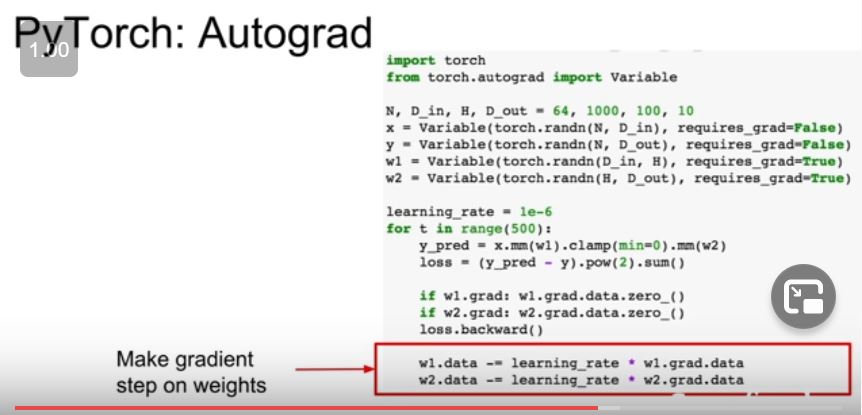 PyTorch: Autograd
1.00
import torch
from torch.autograd import Variable
N, D_in, H, D_out = 64, 1000, 100, 10
x = Variable(torch.randn(N, D_in), requires_grad=False)
y = Variable(torch.randn(N, D_out), requires_grad=False)
w1 = Variable(torch.randn(D_in, H), requires_grad=True)
w2 = Variable(torch.randn(H, D_out), requires_grad=True)
learning_rate = 1e-6
for t in range(500):
y_pred = x.mm(w1).clamp(min=0).mm(w2)
loss = (y_pred - y).pow(2).sum()
if w1.grad: w1.grad.data.zero_()
if w2.grad: w2.grad.data.zero_()
loss.backward()
Make gradient
step on weights
w1.data -= learning_rate * w1.grad.data
w2.data -= learning_rate * w2.grad.data